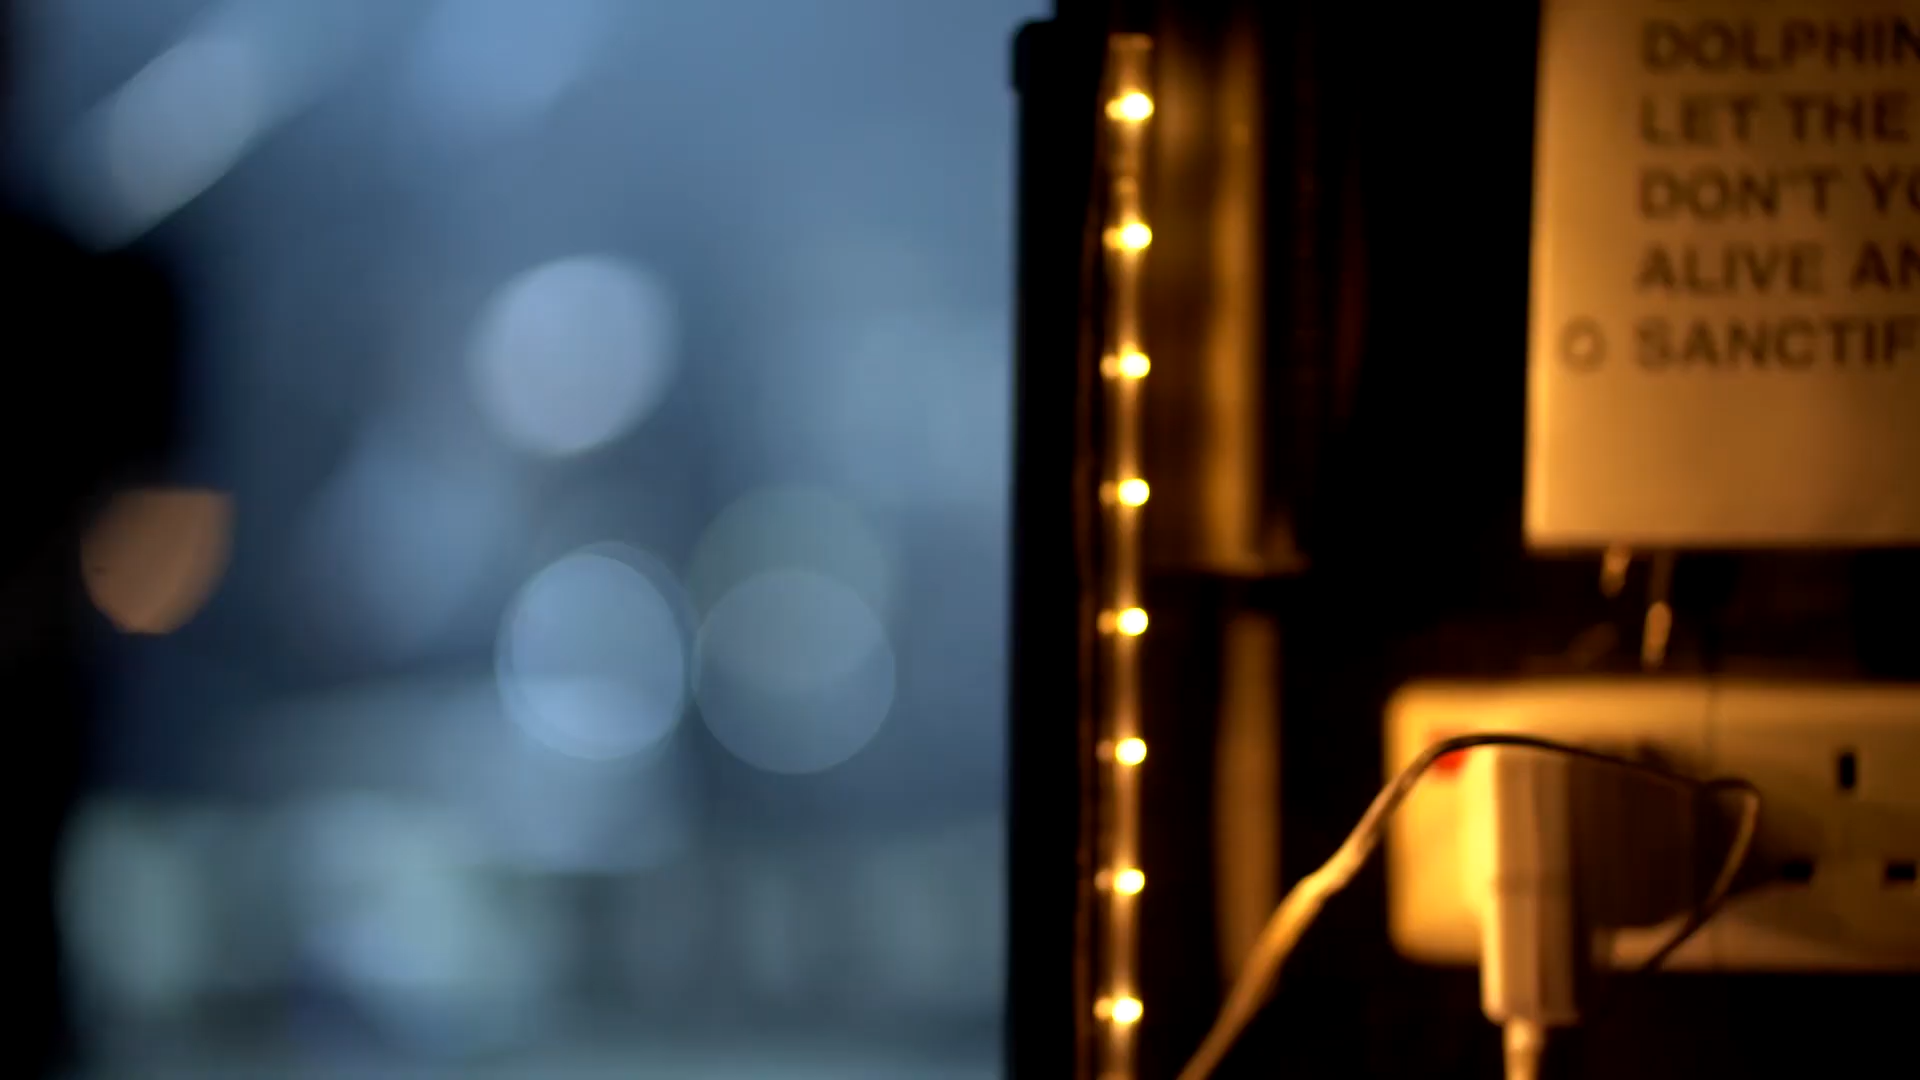 DOLPHIN
LET THE
DON'T YO
ALIVE AN
O SANCTIF